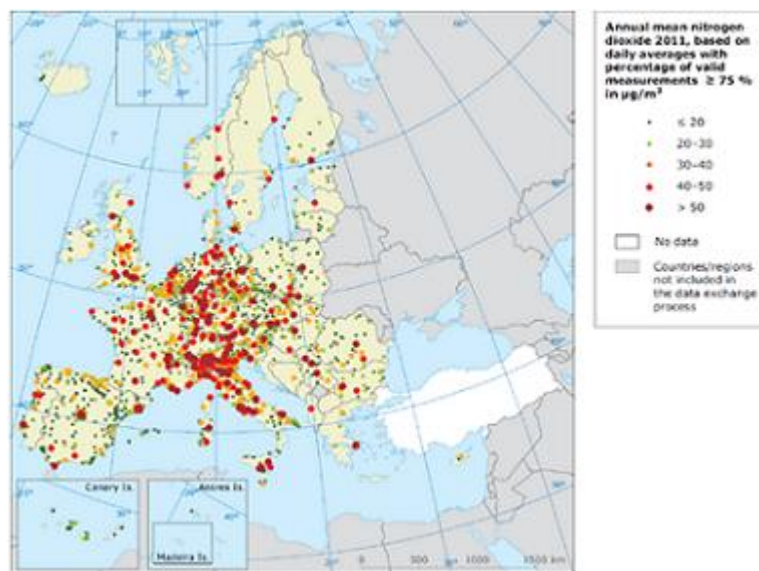 Annual mean nitrogen
dioxide 2011, based on
daily averages with
percentage of valid
measurements ≥ 75 %
in µg/m³
≤ 20
20–30
30–40
40–50
> 50
No data
Countries/regions
not included in
the data exchange
process
Canary Is.
Azores Is.
Madeira Is.
0 500 1000 1500 km